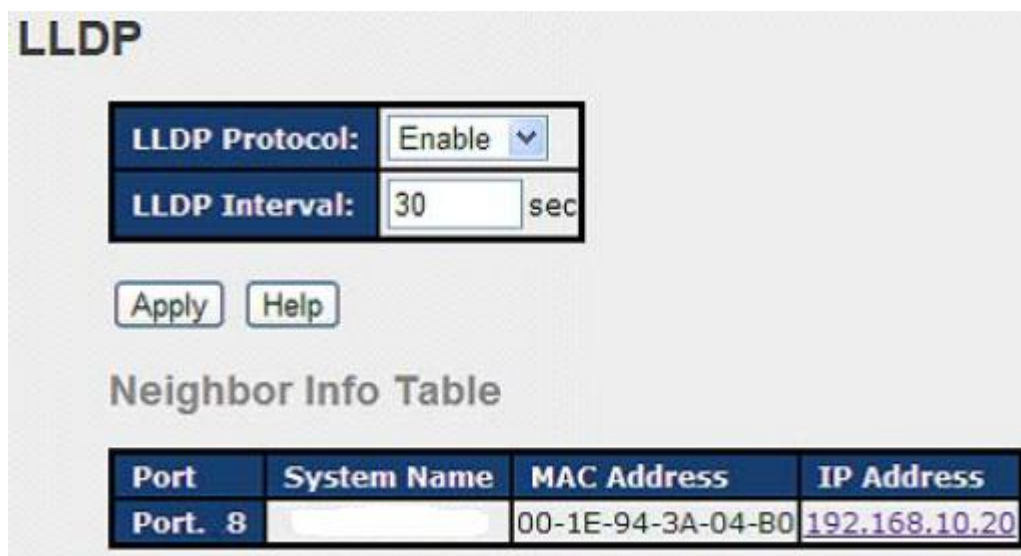 LLDP
LLDP Protocol: Enable
LLDP Interval: 30 sec
Apply Help
Neighbor Info Table
Port System Name MAC Address IP Address
Port. 8 00-1E-94-3A-04-B0 192.168.10.20